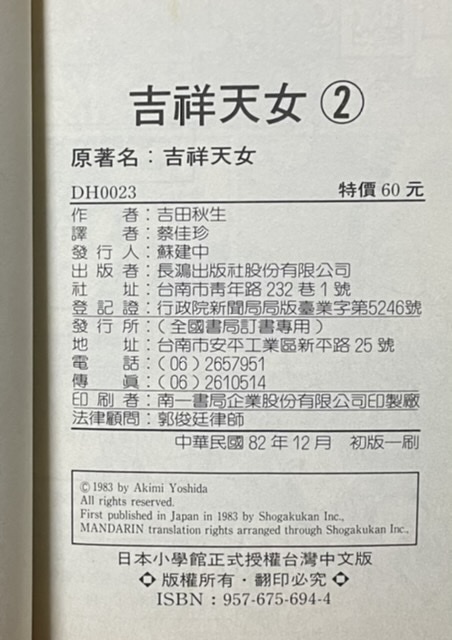 吉祥天女 ②
原著名：吉祥天女
DH0023 特價 60 元
作者：吉田秋生
譯者：蔡佳珍
發行人：蘇建中
出版者：長鴻出版社股份有限公司
社址：台南市青年路 232 巷 1 號
登記證：行政院新聞局局版臺業字第5246號
發行所：（全國書局訂書專用）
地址：台南市安平工業區新平路 25 號
電話：（06）2657951
傳眞：（06）2610514
印刷者：南一書局企業股份有限公司印製廠
法律顧問：郭俊廷律師
中華民國 82 年 12 月 初版一刷
© 1983 by Akimi Yoshida
All rights reserved.
First published in Japan in 1983 by Shogakukan Inc.,
MANDARIN translation rights arranged through Shogakukan Inc.,
日本小學館正式授權台灣中文版
◇ 版權所有・翻印必究 ◇
ISBN：957-675-694-4